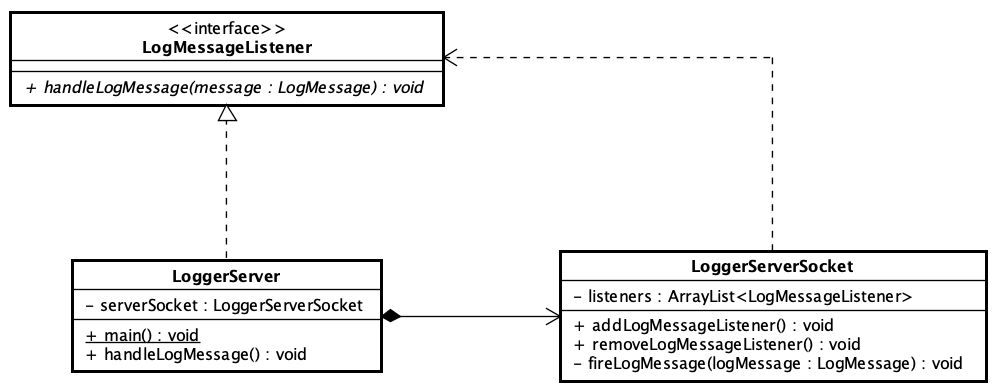 <<interface>>
LogMessageListener
+ handleLogMessage(message : LogMessage) : void
LoggerServer
– serverSocket : LoggerServerSocket
+ main() : void
+ handleLogMessage() : void
LoggerServerSocket
– listeners : ArrayList<LogMessageListener>
+ addLogMessageListener() : void
+ removeLogMessageListener() : void
– fireLogMessage(logMessage : LogMessage) : void